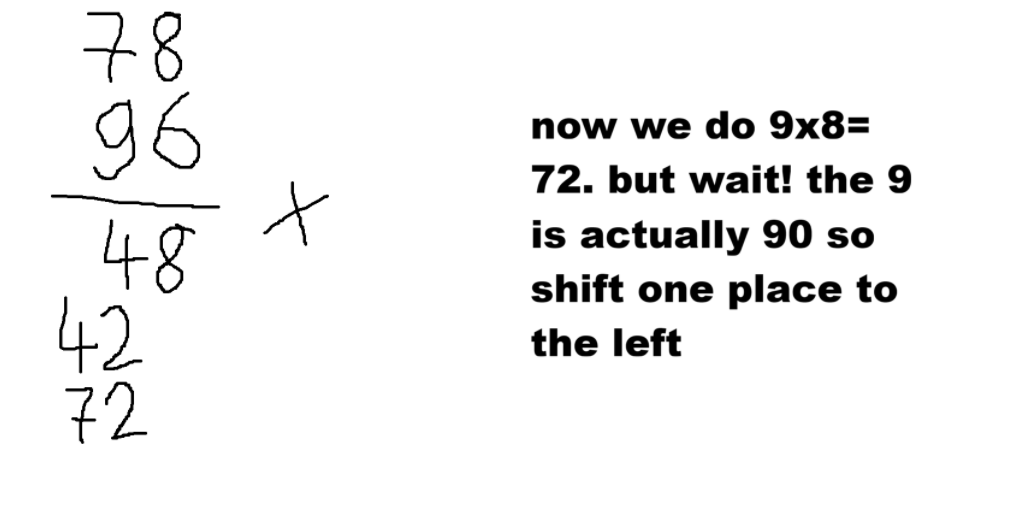 78
96
x
48
42
72
now we do 9x8=
72. but wait! the 9
is actually 90 so
shift one place to
the left